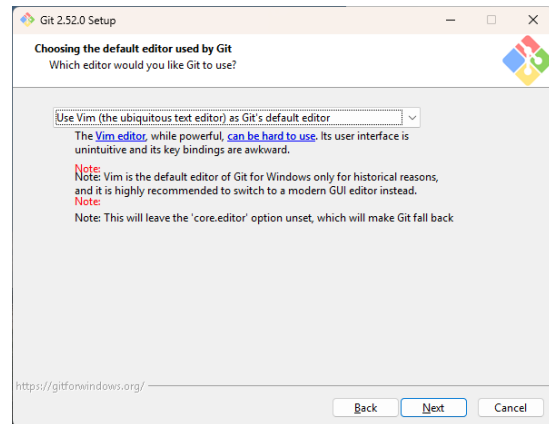 Git 2.52.0 Setup
Choosing the default editor used by Git
Which editor would you like Git to use?
Use Vim (the ubiquitous text editor) as Git's default editor
The Vim editor, while powerful, can be hard to use. Its user interface is
unintuitive and its key bindings are awkward.
Note:
Note: Vim is the default editor of Git for Windows only for historical reasons,
and it is highly recommended to switch to a modern GUI editor instead.
Note:
Note: This will leave the 'core.editor' option unset, which will make Git fall back
https://gitforwindows.org/
Back Next Cancel